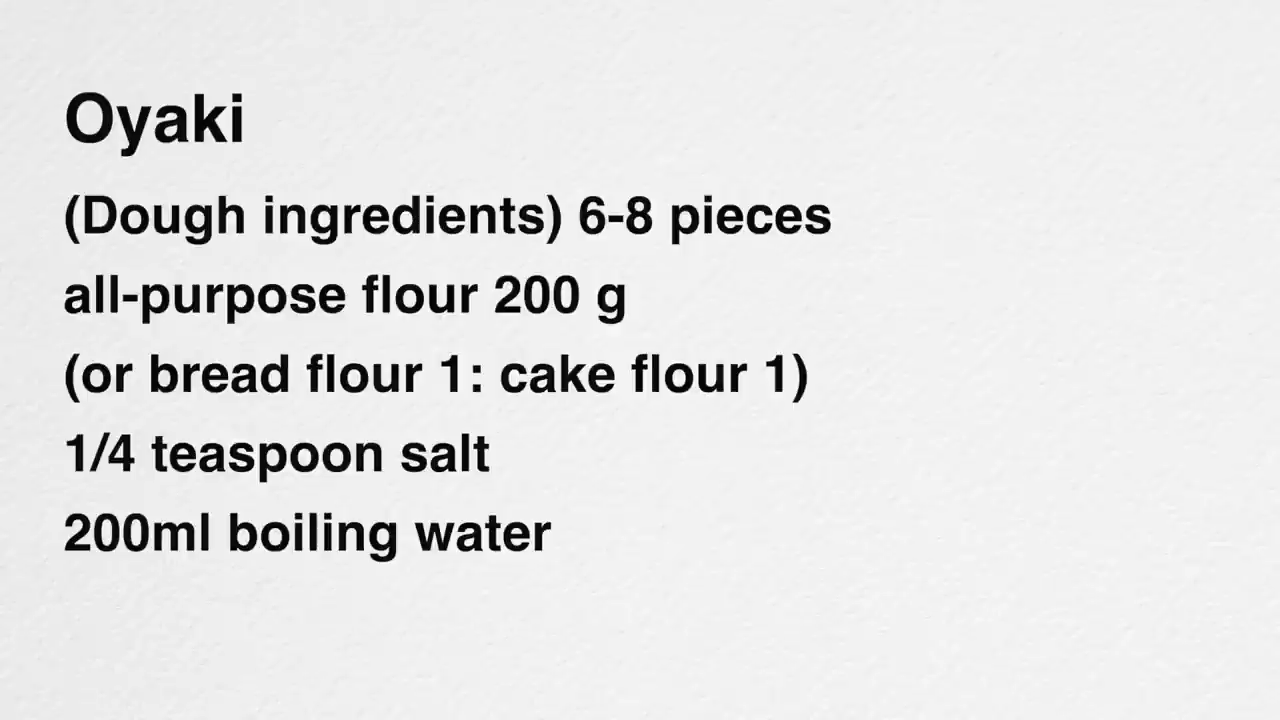 Oyaki
(Dough ingredients) 6-8 pieces
all-purpose flour 200 g
(or bread flour 1: cake flour 1)
1/4 teaspoon salt
200ml boiling water